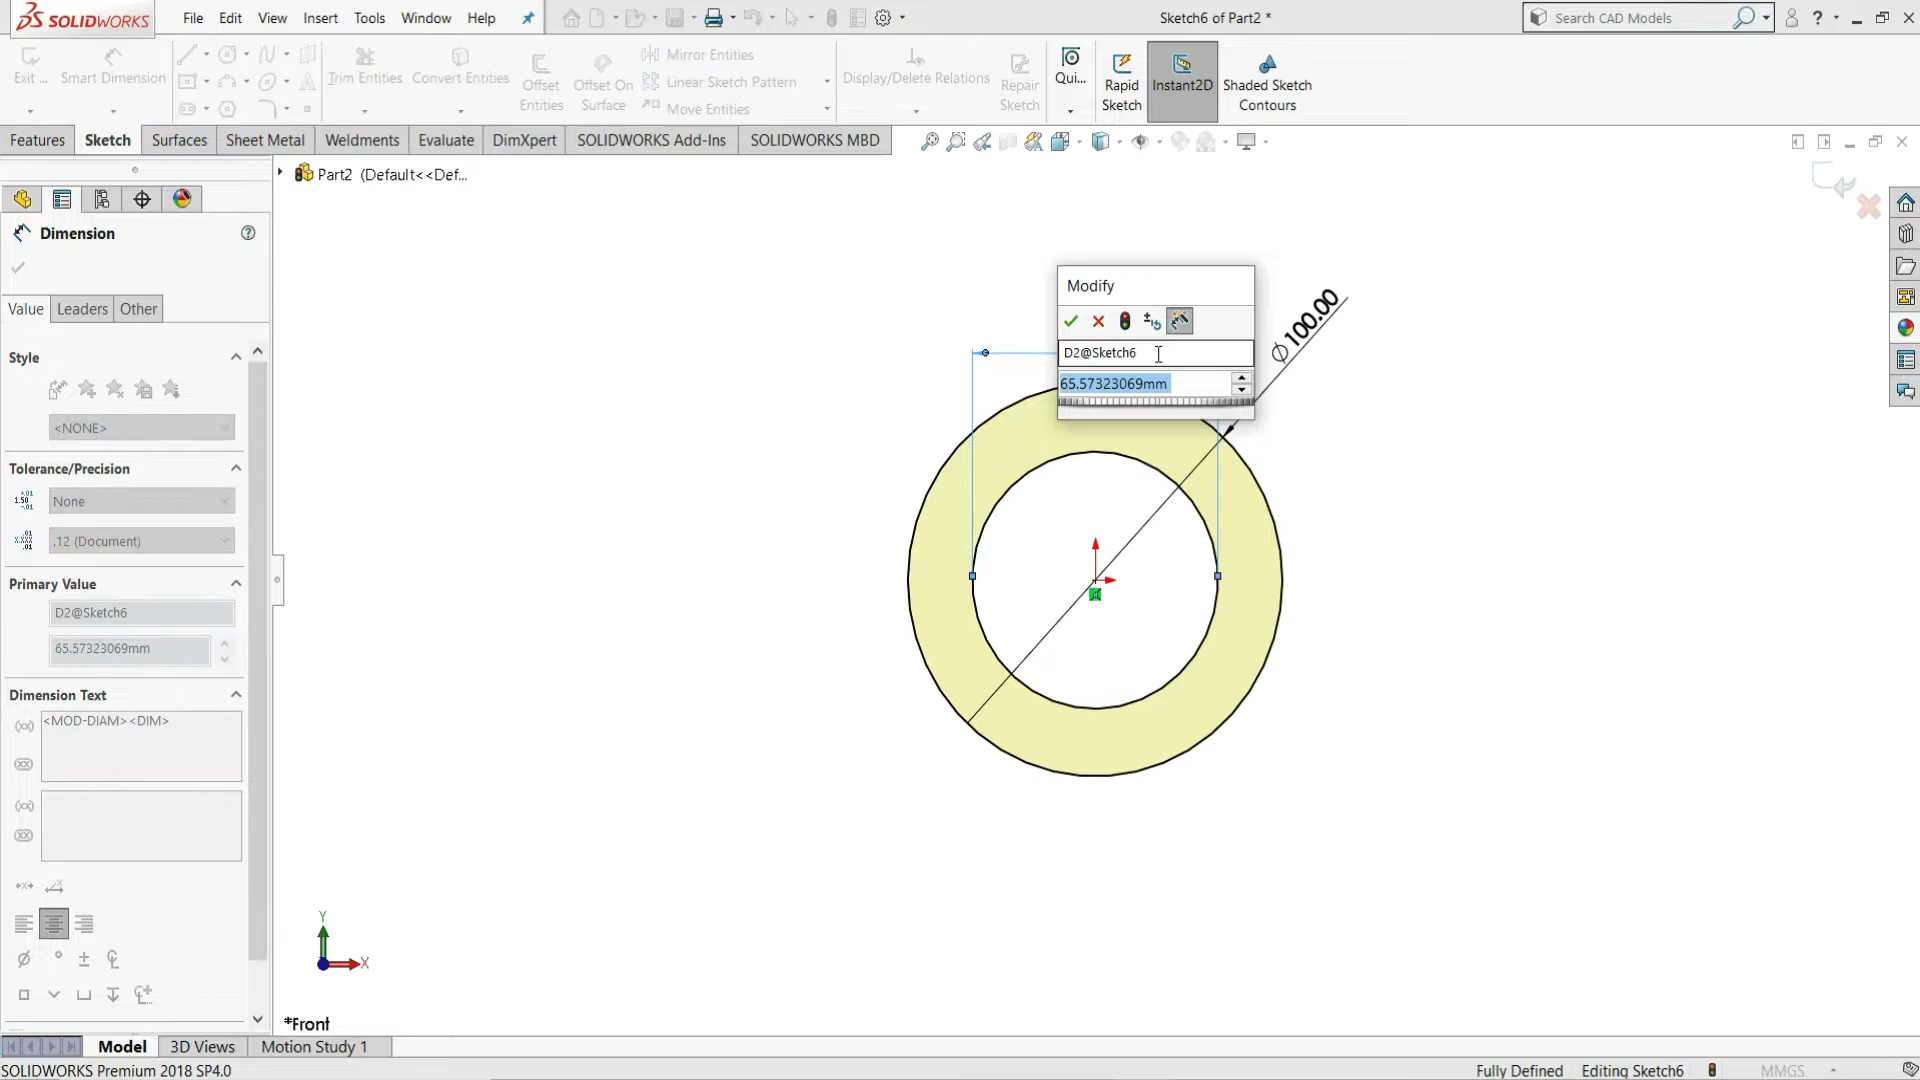 SOLIDWORKS
File Edit View Insert Tools Window Help
Sketch6 of Part2 *
Search CAD Models
?
Exit ...
Smart Dimension
Trim Entities
Convert Entities
Offset
Entities
Offset On
Surface
Mirror Entities
Linear Sketch Pattern
Move Entities
Display/Delete Relations
Repair
Sketch
Qui...
Rapid
Sketch
Instant2D
Shaded Sketch
Contours
Features Sketch Surfaces Sheet Metal Weldments Evaluate DimXpert SOLIDWORKS Add-Ins SOLIDWORKS MBD
Part2 (Default<<Def...
Dimension
Value Leaders Other
Style
<NONE>
Tolerance/Precision
None
.12 (Document)
Primary Value
D2@Sketch6
65.57323069mm
Dimension Text
<MOD-DIAM><DIM>
Modify
D2@Sketch6
65.57323069mm
∅100.00
Y
X
*Front
Model 3D Views Motion Study 1
SOLIDWORKS Premium 2018 SP4.0
Fully Defined Editing Sketch6 MMGS